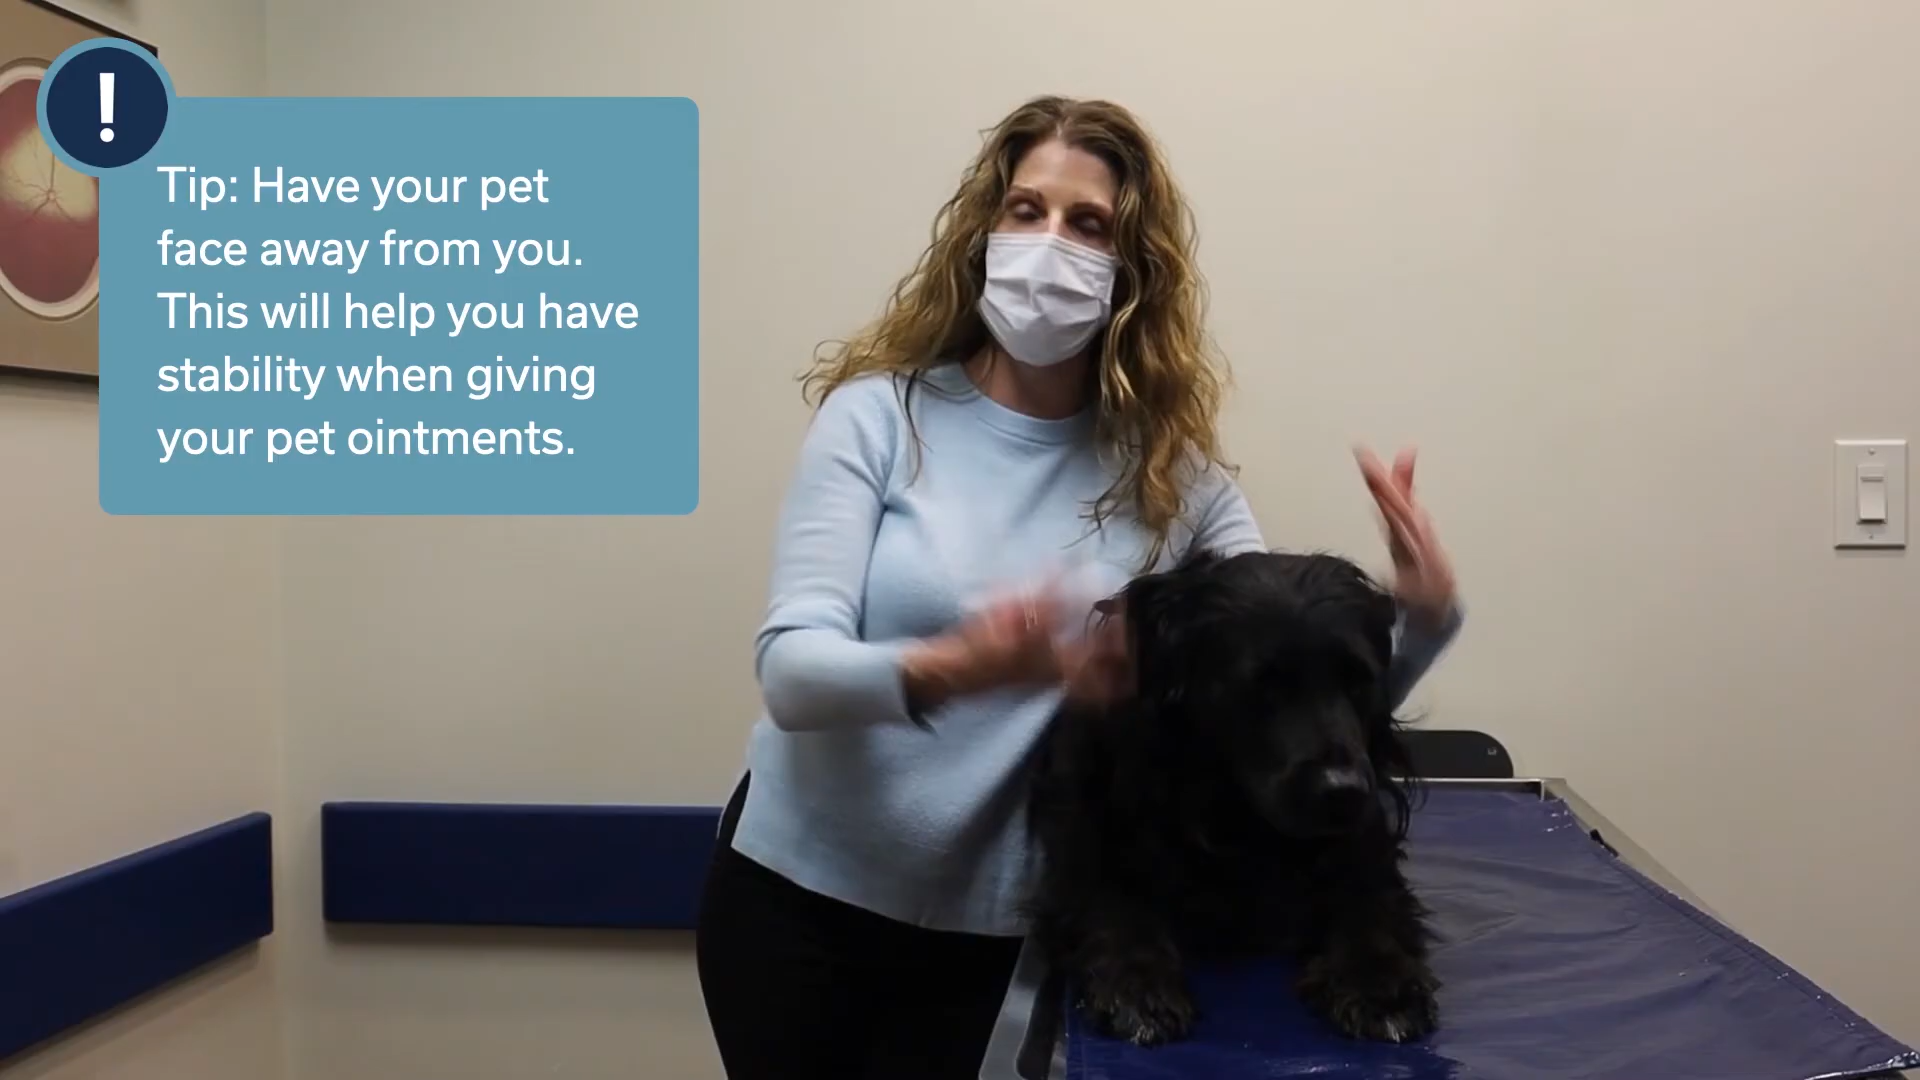 !
Tip: Have your pet
face away from you.
This will help you have
stability when giving
your pet ointments.